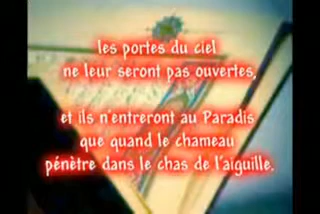 les portes du ciel
ne leur seront pas ouvertes,
et ils n'entreront au Paradis
que quand le chameau
pénètre dans le chas de l'aiguille.